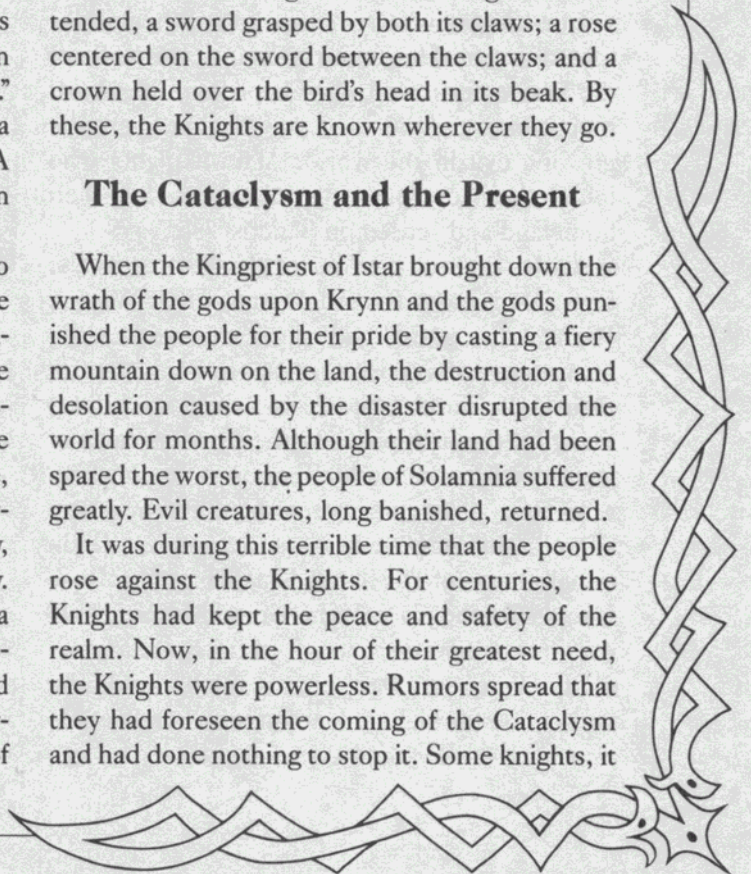 tended, a sword grasped by both its claws; a rose
centered on the sword between the claws; and a
crown held over the bird's head in its beak. By
these, the Knights are known wherever they go.
The Cataclysm and the Present
When the Kingpriest of Istar brought down the
wrath of the gods upon Krynn and the gods pun-
ished the people for their pride by casting a fiery
mountain down on the land, the destruction and
desolation caused by the disaster disrupted the
world for months. Although their land had been
spared the worst, the people of Solamnia suffered
greatly. Evil creatures, long banished, returned.
It was during this terrible time that the people
rose against the Knights. For centuries, the
Knights had kept the peace and safety of the
realm. Now, in the hour of their greatest need,
the Knights were powerless. Rumors spread that
they had foreseen the coming of the Cataclysm
and had done nothing to stop it. Some knights, it